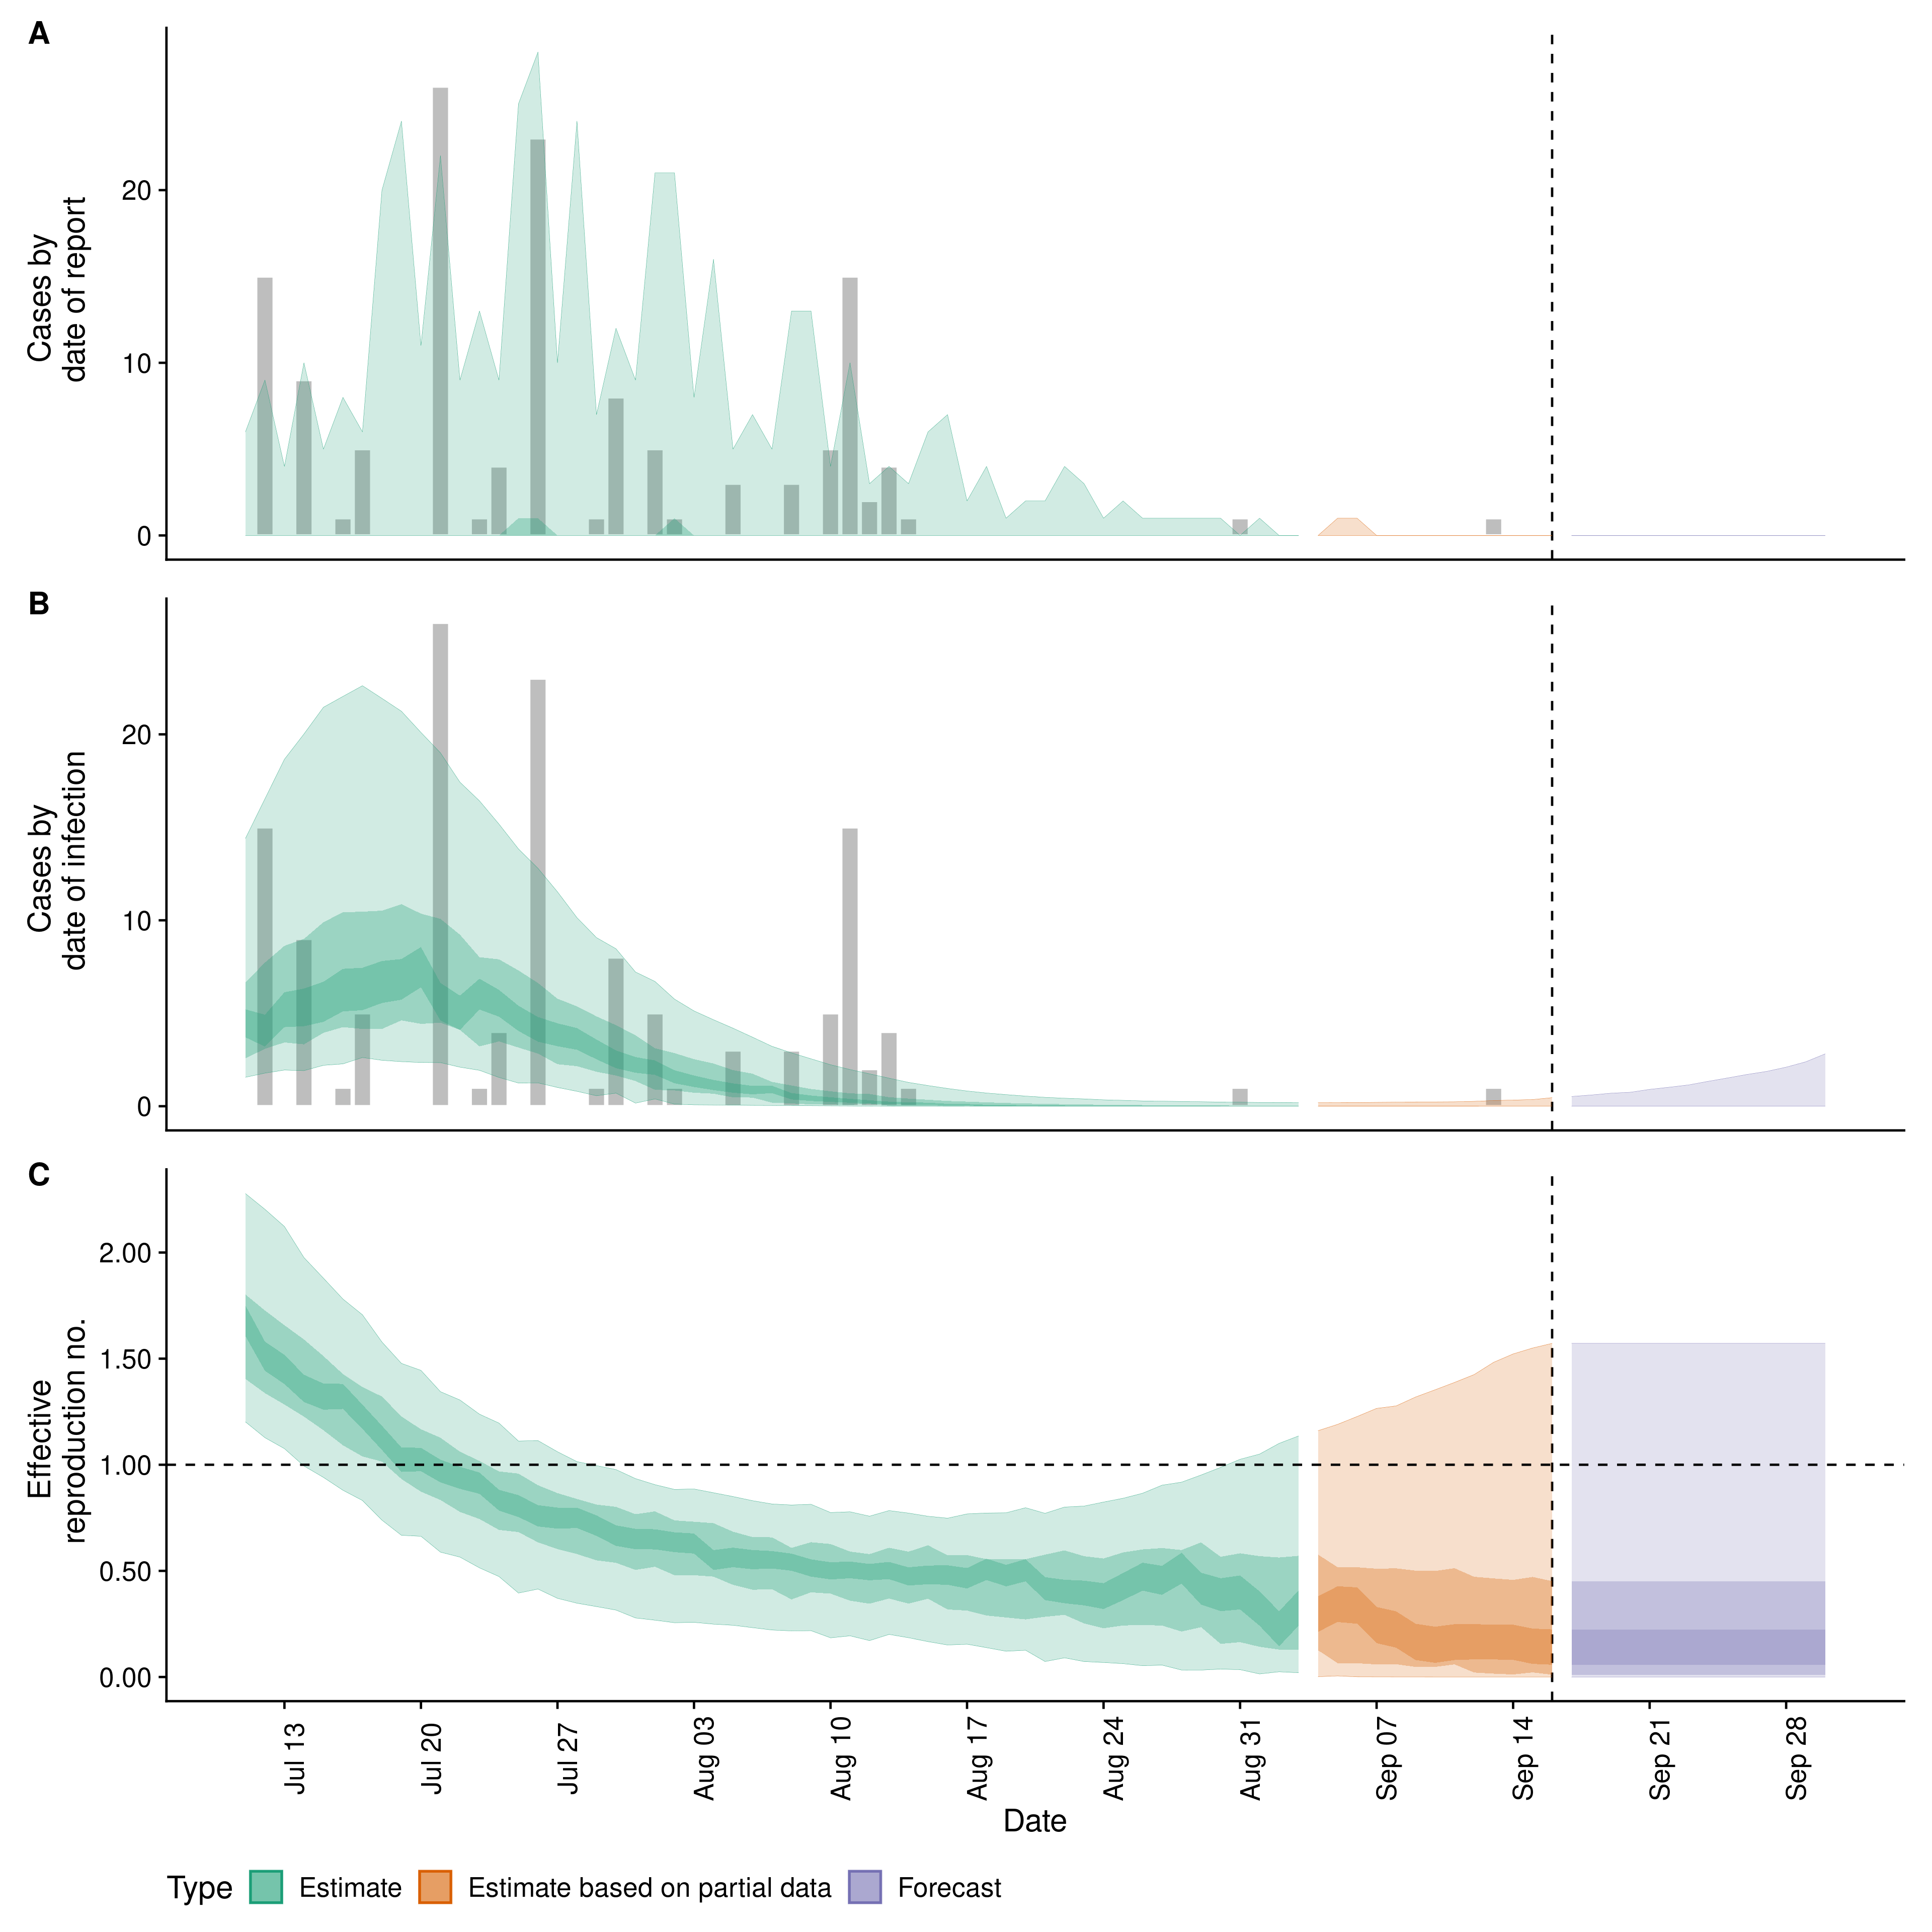 A
Cases by
date of report
20
10
0
B
Cases by
date of infection
20
10
0
C
Effective
reproduction no.
2.00
1.50
1.00
0.50
0.00
Jul 13
Jul 20
Jul 27
Aug 03
Aug 10
Aug 17
Aug 24
Aug 31
Sep 07
Sep 14
Sep 21
Sep 28
Date
Type Estimate Estimate based on partial data Forecast